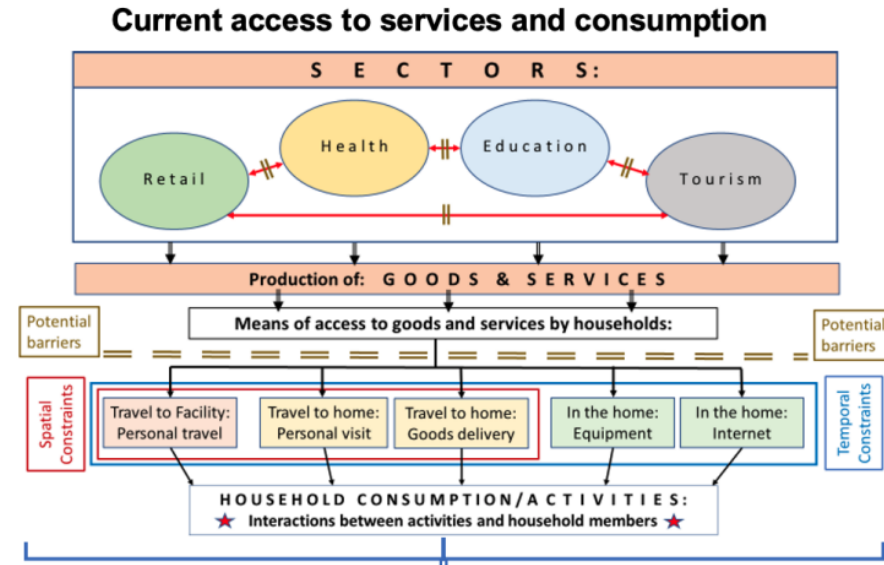 Current access to services and consumption
S E C T O R S :
Health
Education
Retail
Tourism
Production of: G O O D S & S E R V I C E S
Potential
barriers
Means of access to goods and services by households:
Potential
barriers
Spatial
Constraints
Travel to Facility:
Personal travel
Travel to home:
Personal visit
Travel to home:
Goods delivery
In the home:
Equipment
In the home:
Internet
Temporal
Constraints
HOUSEHOLD CONSUMPTION/ACTIVITIES:
Interactions between activities and household members